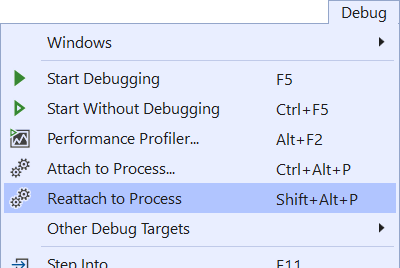 Debug
Windows
Start Debugging F5
Start Without Debugging Ctrl+F5
Performance Profiler... Alt+F2
Attach to Process... Ctrl+Alt+P
Reattach to Process Shift+Alt+P
Other Debug Targets
Step Into F11